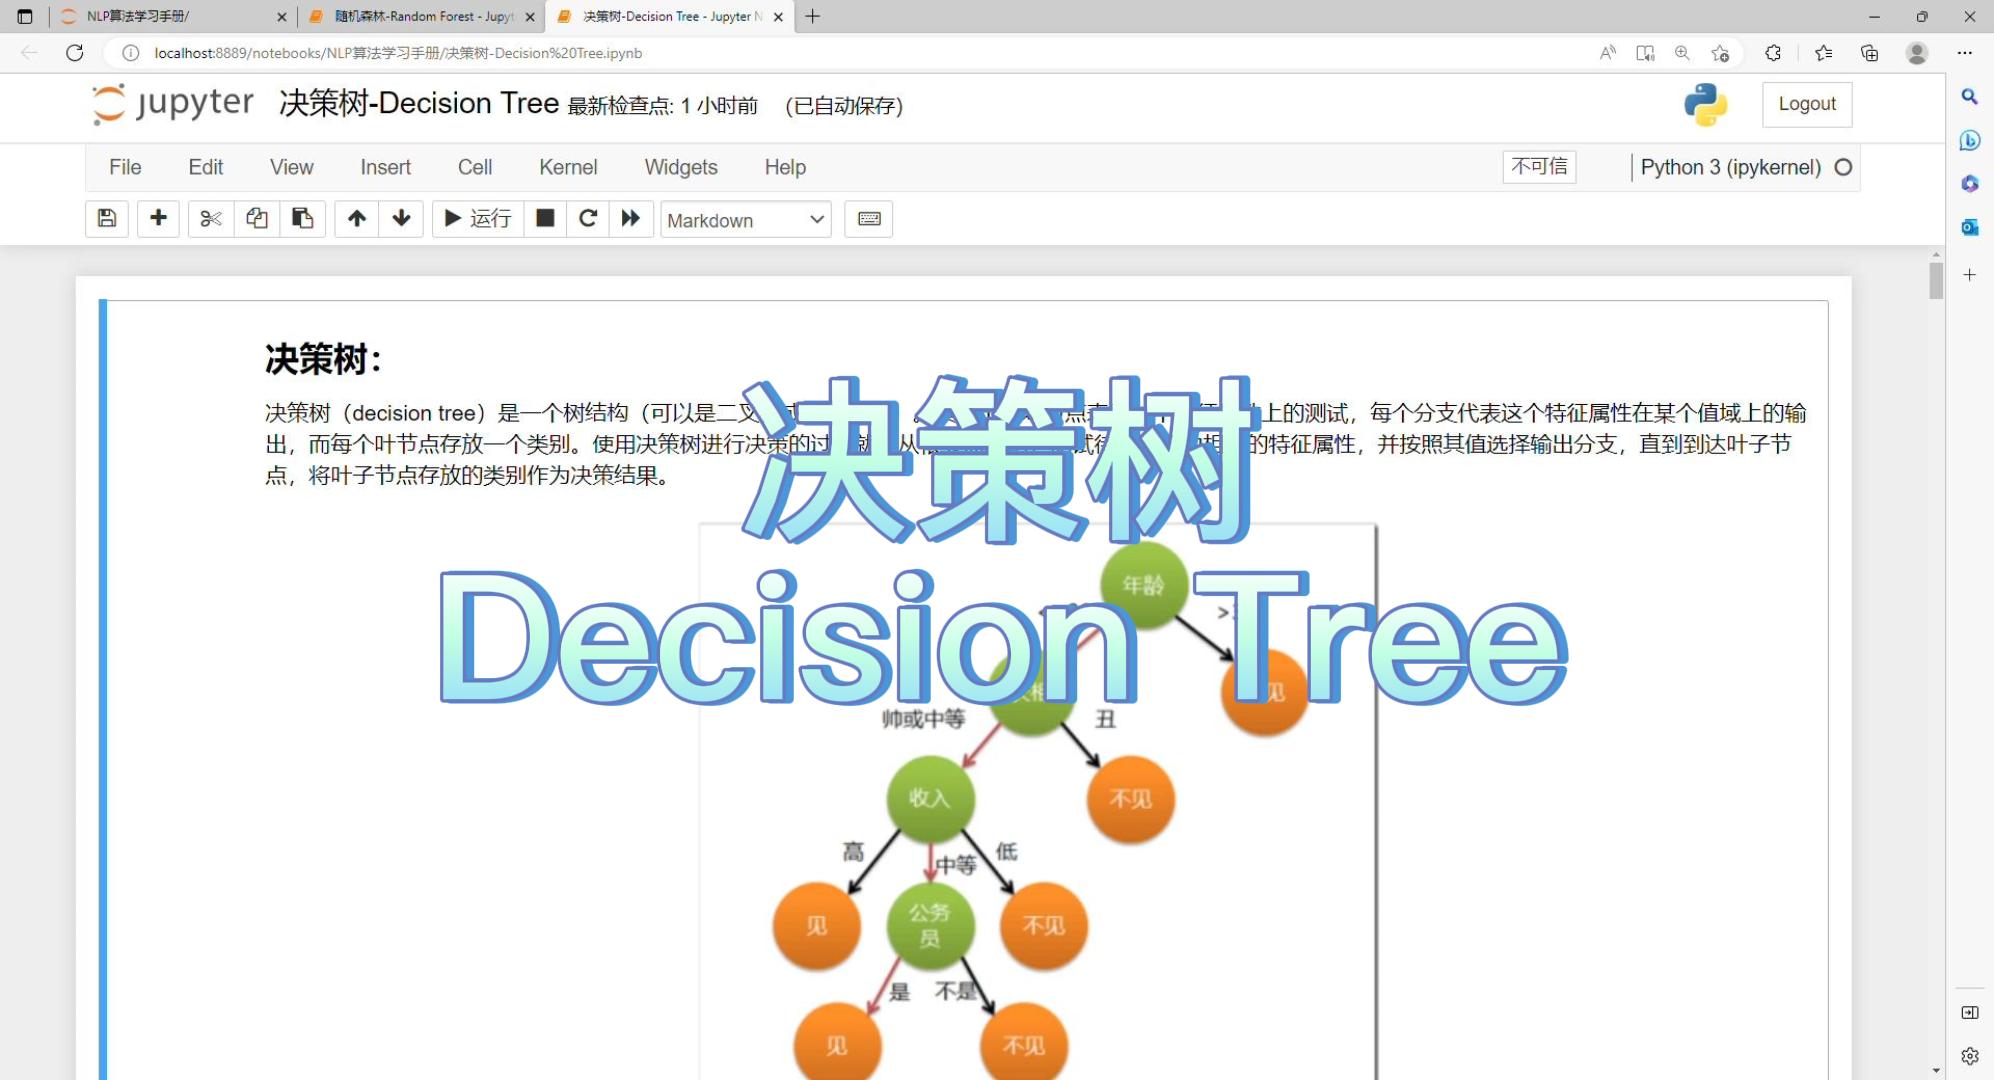 NLP算法学习手册/
随机森林-Random Forest - Jupyt
决策树-Decision Tree - Jupyter N
localhost:8889/notebooks/NLP算法学习手册/决策树-Decision%20Tree.ipynb
jupyter 决策树-Decision Tree 最新检查点: 1 小时前 (已自动保存)
Logout
File Edit View Insert Cell Kernel Widgets Help
不可信
Python 3 (ipykernel)
运行
Markdown
决策树：
决策树（decision tree）是一个树结构（可以是二叉 上的测试，每个分支代表这个特征属性在某个值域上的输
出，而每个叶节点存放一个类别。使用决策树进行决策的过 的特征属性，并按照其值选择输出分支，直到到达叶子节
点，将叶子节点存放的类别作为决策结果。
决策树
Decision Tree
年龄
帅或中等
丑
收入
不见
高
中等
低
见
公务
员
不见
是
不是
见
不见